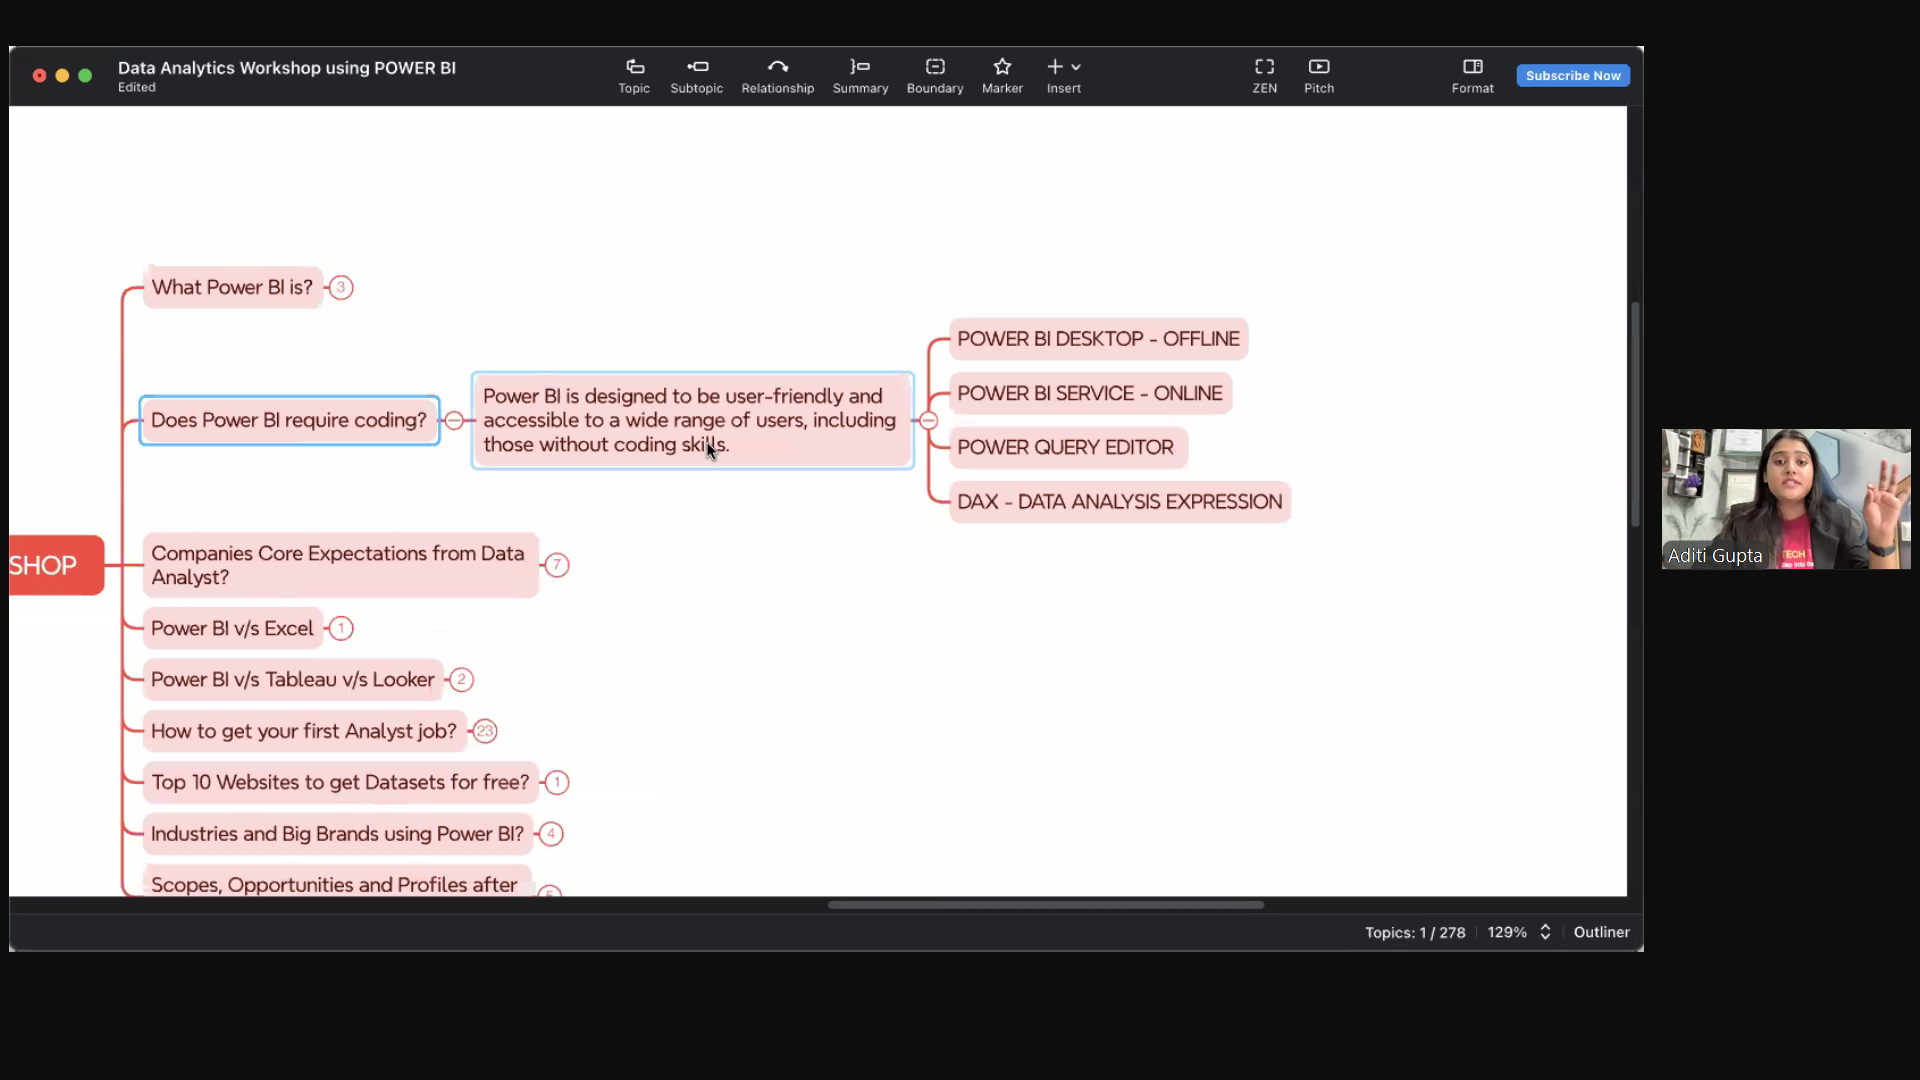 Data Analytics Workshop using POWER BI
Edited
Topic
Subtopic
Relationship
Summary
Boundary
Marker
Insert
ZEN
Pitch
Format
Subscribe Now
What Power BI is?
3
Does Power BI require coding?
Power BI is designed to be user-friendly and
accessible to a wide range of users, including
those without coding skills.
POWER BI DESKTOP - OFFLINE
POWER BI SERVICE - ONLINE
POWER QUERY EDITOR
DAX - DATA ANALYSIS EXPRESSION
SHOP
Companies Core Expectations from Data
Analyst?
7
Power BI v/s Excel
1
Power BI v/s Tableau v/s Looker
2
How to get your first Analyst job?
23
Top 10 Websites to get Datasets for free?
1
Industries and Big Brands using Power BI?
4
Scopes, Opportunities and Profiles after
5
Topics: 1 / 278
129%
Outliner
Aditi Gupta
TECH